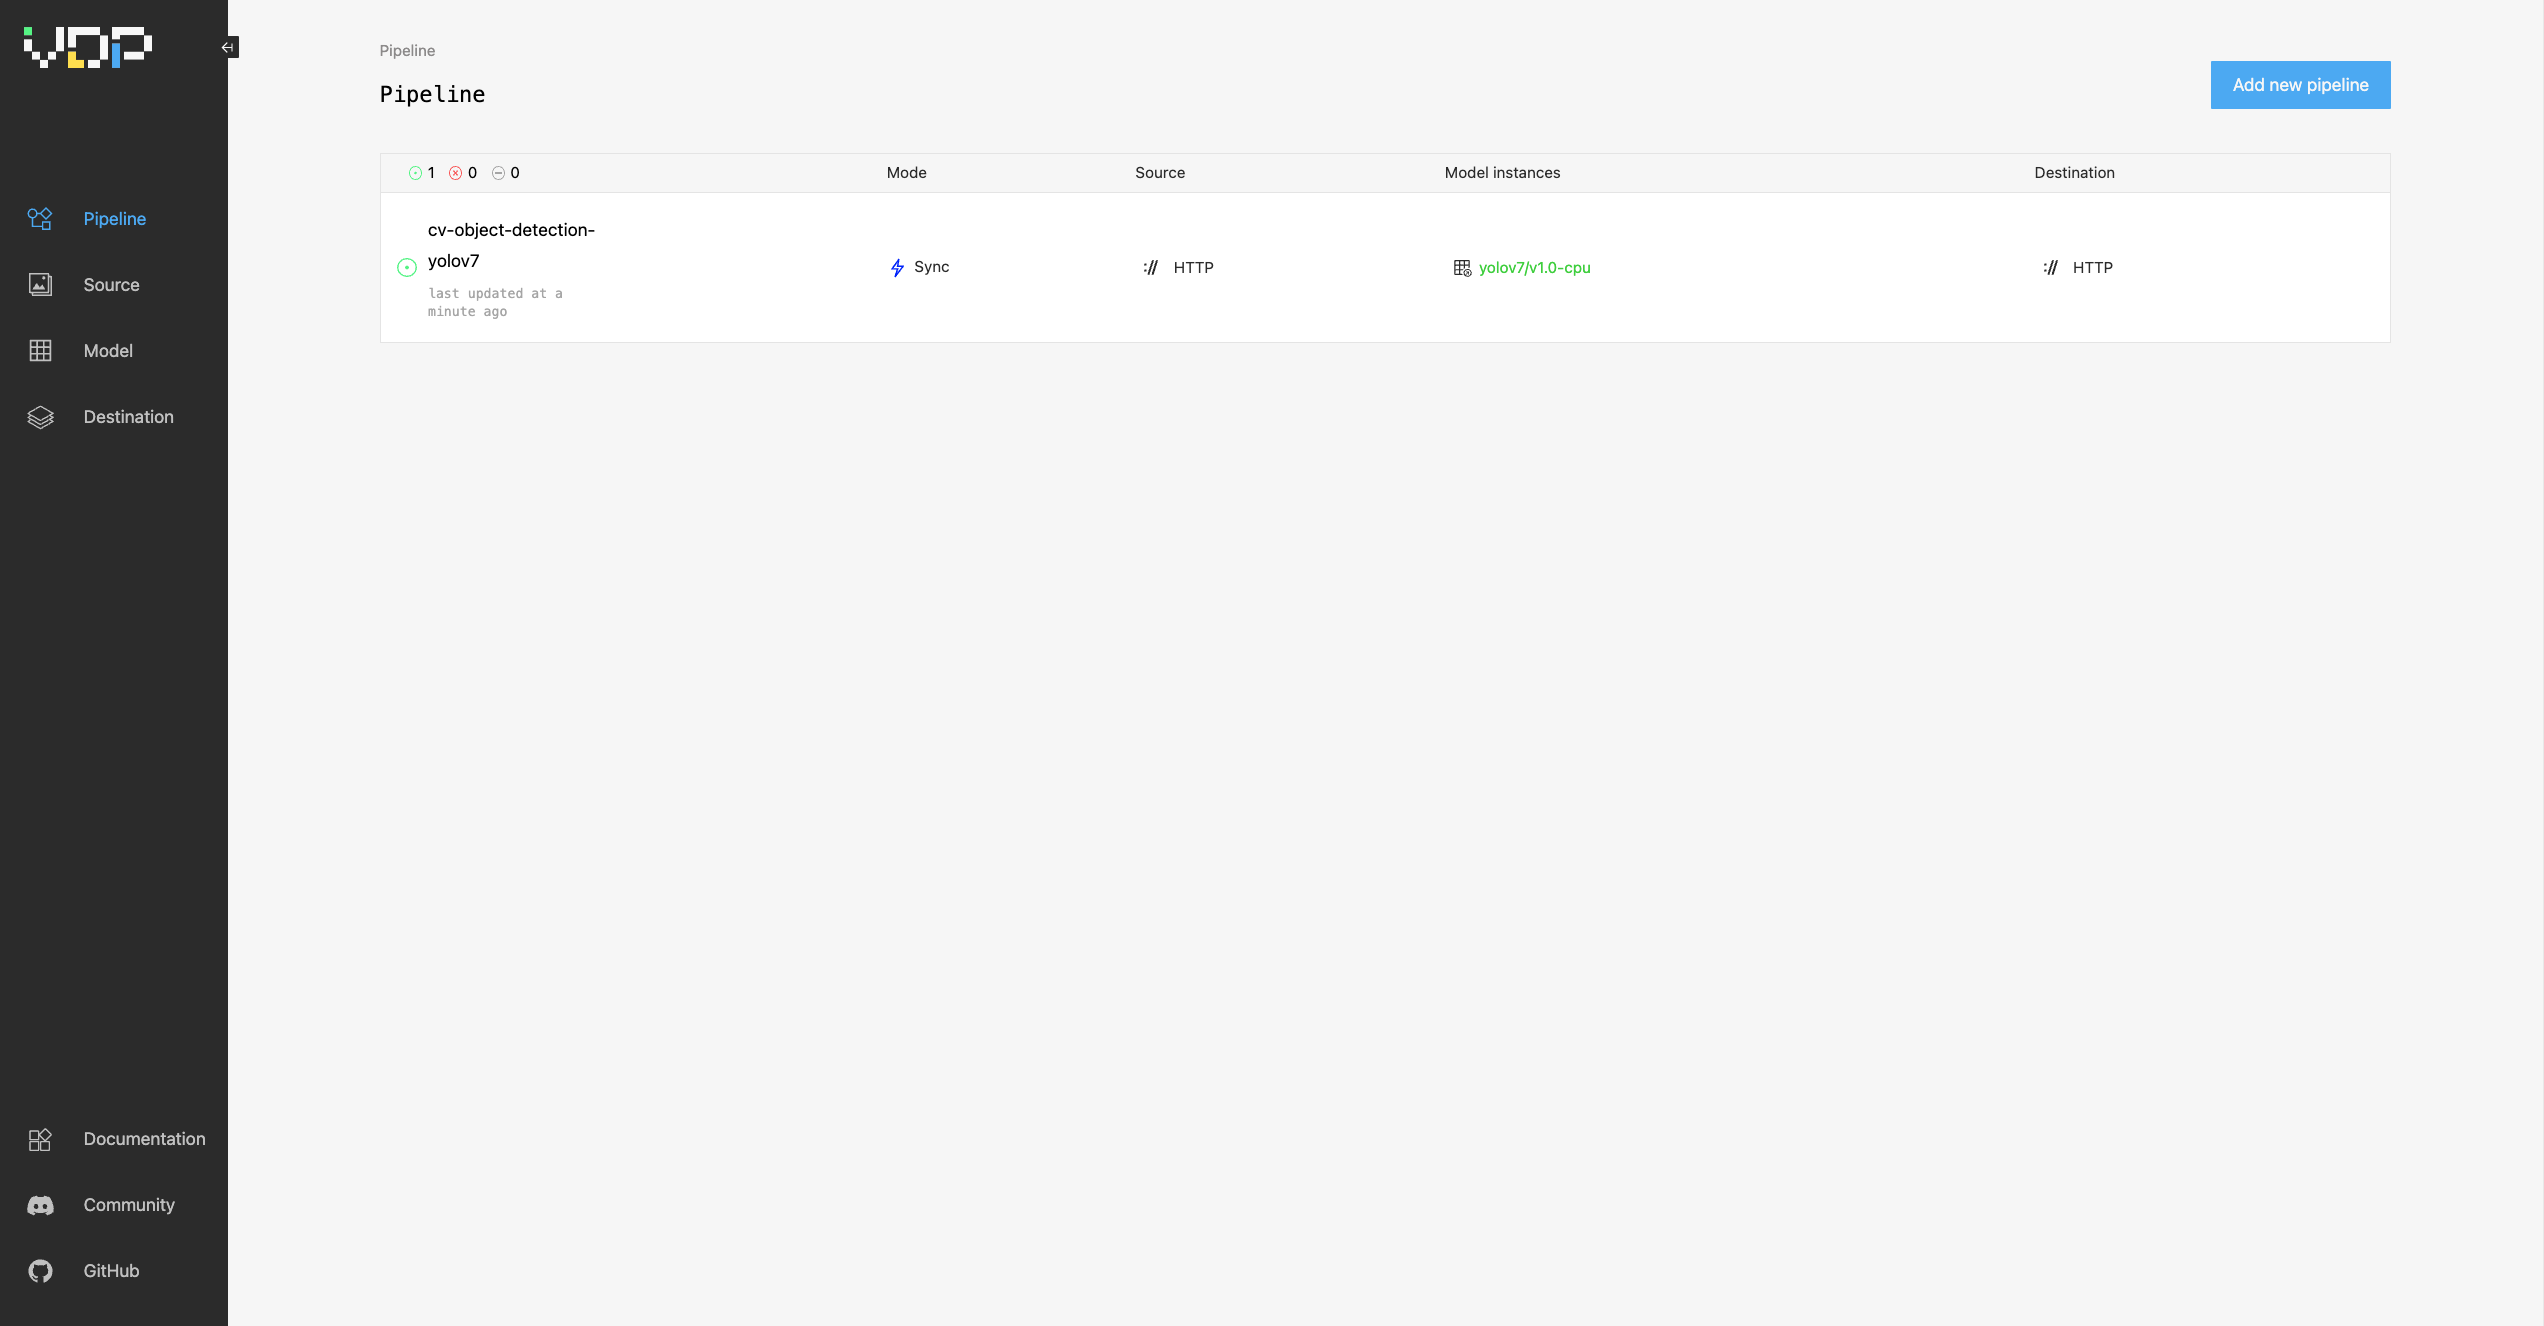 VDP
Pipeline
Source
Model
Destination
Documentation
Community
GitHub
Pipeline
Pipeline
Add new pipeline
1 0 0 Mode Source Model instances Destination
cv-object-detection-
yolov7
last updated at a
minute ago
Sync
:// HTTP
yolov7/v1.0-cpu
:// HTTP